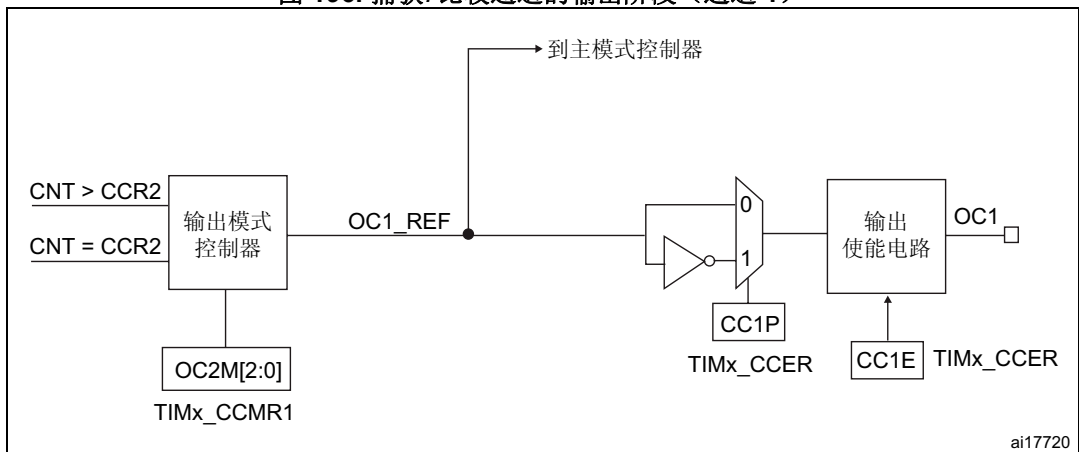 到主模式控制器
CNT > CCR2
CNT = CCR2
输出模式
控制器
OC1_REF
0
1
输出
使能电路
OC1
CC1P
TIMx_CCER
CC1E
TIMx_CCER
OC2M[2:0]
TIMx_CCMR1
ai17720